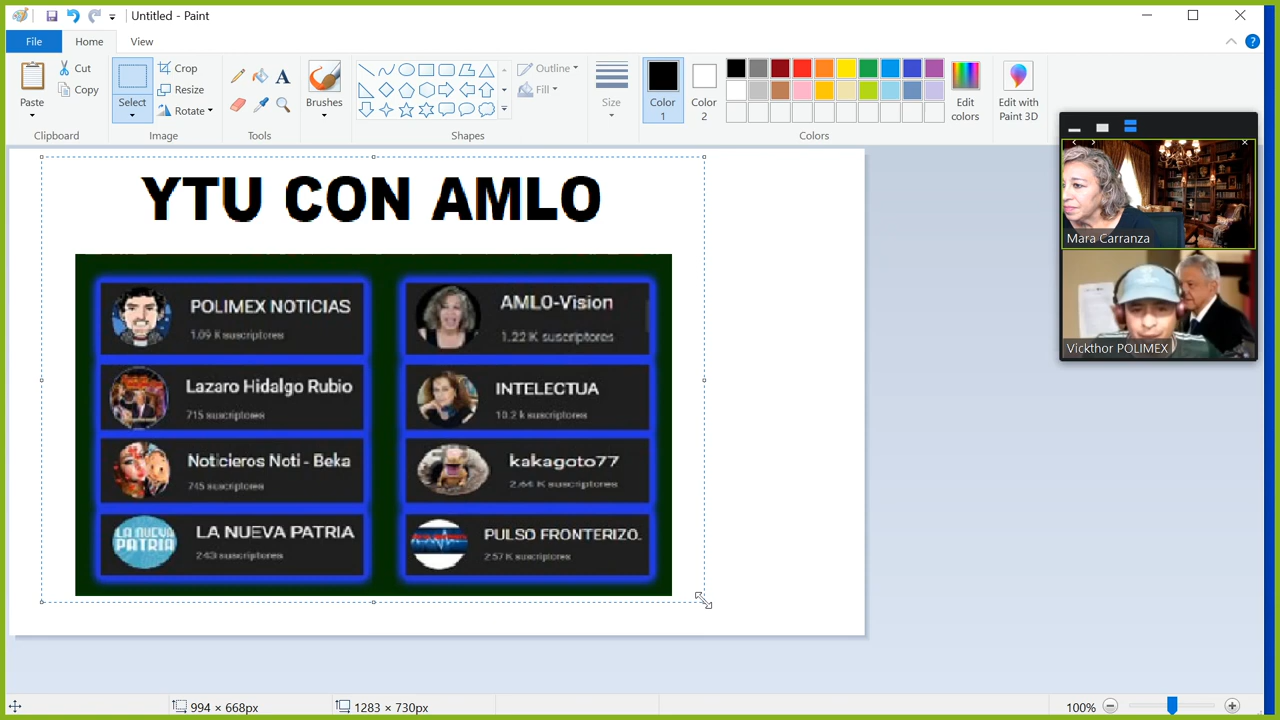 Untitled - Paint
File
Home
View
Paste
Cut
Copy
Clipboard
Select
Crop
Resize
Rotate
Image
Tools
Brushes
Shapes
Outline
Fill
Size
Color 1
Color 2
Edit colors
Colors
Edit with Paint 3D
YTU CON AMLO
POLIMEX NOTICIAS
1.09 K suscriptores
AMLO-Vision
1.22 K suscriptores
Lazaro Hidalgo Rubio
715 suscriptores
INTELECTUA
10.2 k suscriptores
Noticieros Noti - Beka
745 suscriptores
kakagoto77
2.64 K suscriptores
LA NUEVA PATRIA
LA NUEVA PATRIA
243 suscriptores
PULSO FRONTERIZO.
2.57 K suscriptores
Mara Carranza
Vickthor POLIMEX
994 × 668px
1283 × 730px
100%